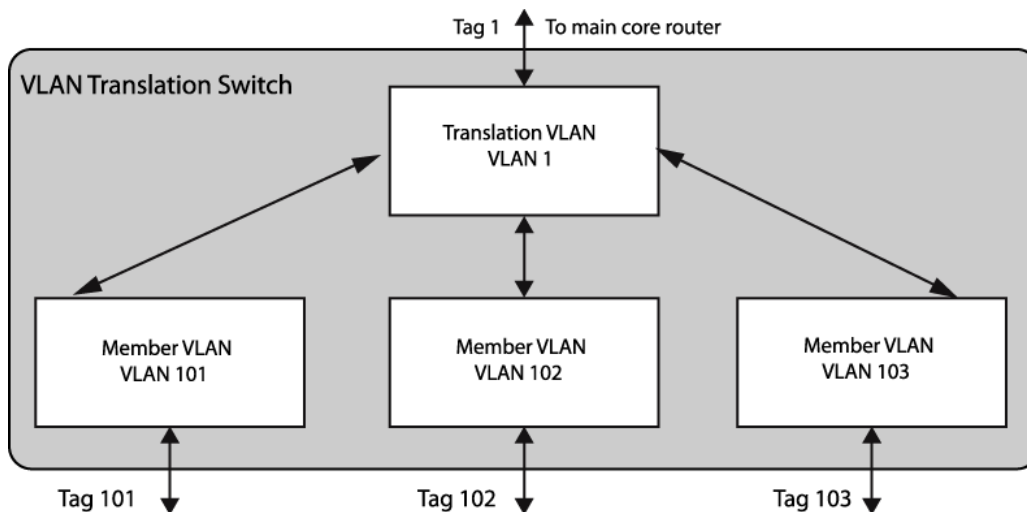 Tag 1 To main core router
VLAN Translation Switch
Translation VLAN
VLAN 1
Member VLAN
VLAN 101
Member VLAN
VLAN 102
Member VLAN
VLAN 103
Tag 101
Tag 102
Tag 103